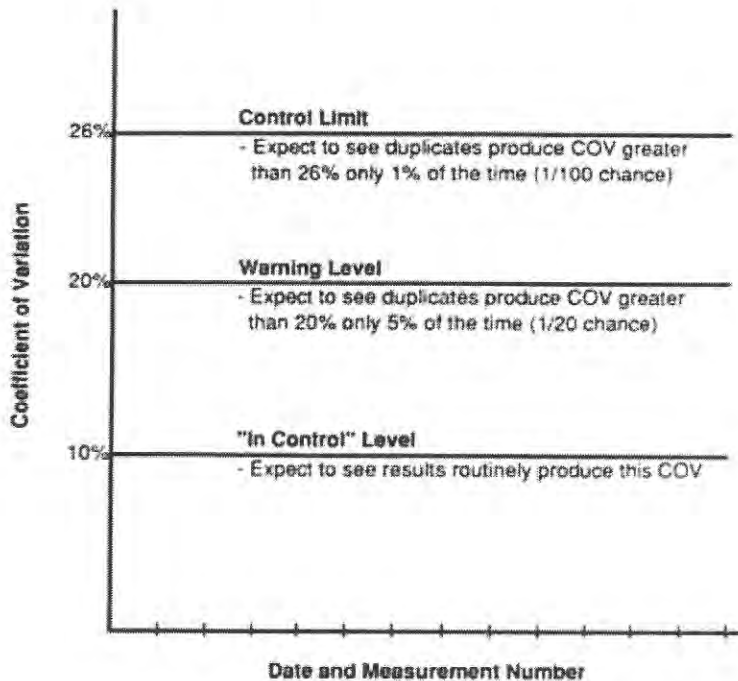 Control Limit
26%
- Expect to see duplicates produce COV greater
than 26% only 1% of the time (1/100 chance)
Warning Level
20%
- Expect to see duplicates produce COV greater
than 20% only 5% of the time (1/20 chance)
"In Control" Level
10%
- Expect to see results routinely produce this COV
Coefficient of Variation
Date and Measurement Number